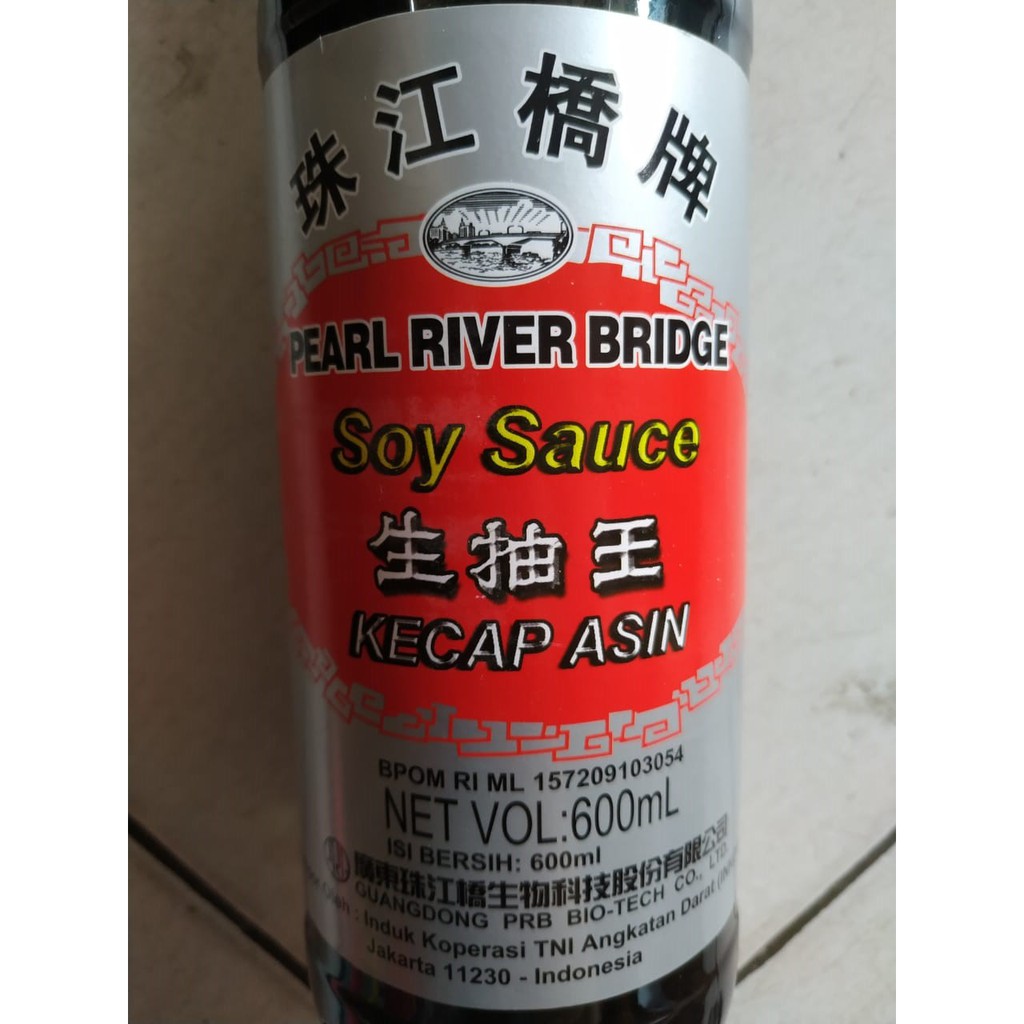 珠江橋牌
PEARL RIVER BRIDGE
Soy Sauce
生抽王
KECAP ASIN
BPOM RI ML 157209103054
NET VOL:600mL
ISI BERSIH: 600ml
廣東珠江橋生物科技股份有限公司
GUANGDONG PRB BIO-TECH CO., LTD.
: Induk Koperasi TNI Angkatan Darat
Jakarta 11230 - Indonesia